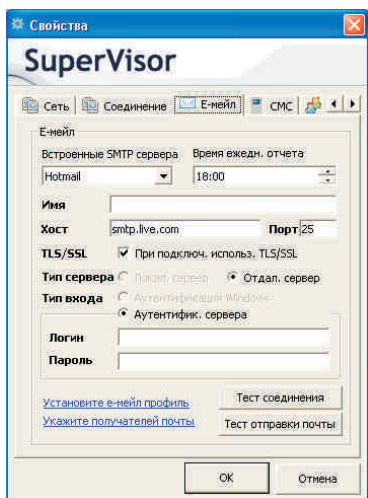 Свойства
SuperVisor
Сеть Соединение Е-мейл СМС
Е-мейл
Встроенные SMTP сервера Время ежедн. отчета
Hotmail 18:00
Имя
Хост smtp.live.com Порт 25
TLS/SSL При подключ. использ. TLS/SSL
Тип сервера Локал. сервер Отдал. сервер
Тип входа Аутентификация Windows
Аутентифик. сервера
Логин
Пароль
Установите е-мейл профиль Тест соединения
Укажите получателей почты Тест отправки почты
OK Отмена